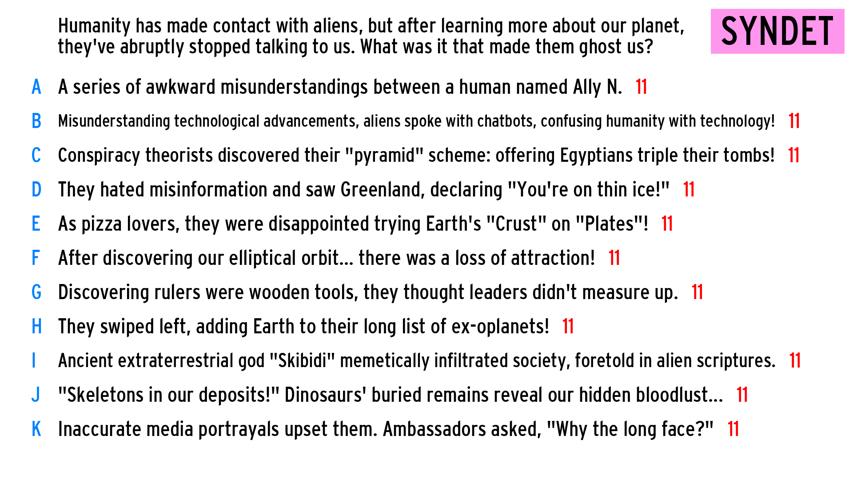 Humanity has made contact with aliens, but after learning more about our planet,
they've abruptly stopped talking to us. What was it that made them ghost us?
SYNDET
A A series of awkward misunderstandings between a human named Ally N. 11
B Misunderstanding technological advancements, aliens spoke with chatbots, confusing humanity with technology! 11
C Conspiracy theorists discovered their "pyramid" scheme: offering Egyptians triple their tombs! 11
D They hated misinformation and saw Greenland, declaring "You're on thin ice!" 11
E As pizza lovers, they were disappointed trying Earth's "Crust" on "Plates"! 11
F After discovering our elliptical orbit... there was a loss of attraction! 11
G Discovering rulers were wooden tools, they thought leaders didn't measure up. 11
H They swiped left, adding Earth to their long list of ex-oplanets! 11
I Ancient extraterrestrial god "Skibidi" memetically infiltrated society, foretold in alien scriptures. 11
J "Skeletons in our deposits!" Dinosaurs' buried remains reveal our hidden bloodlust... 11
K Inaccurate media portrayals upset them. Ambassadors asked, "Why the long face?" 11